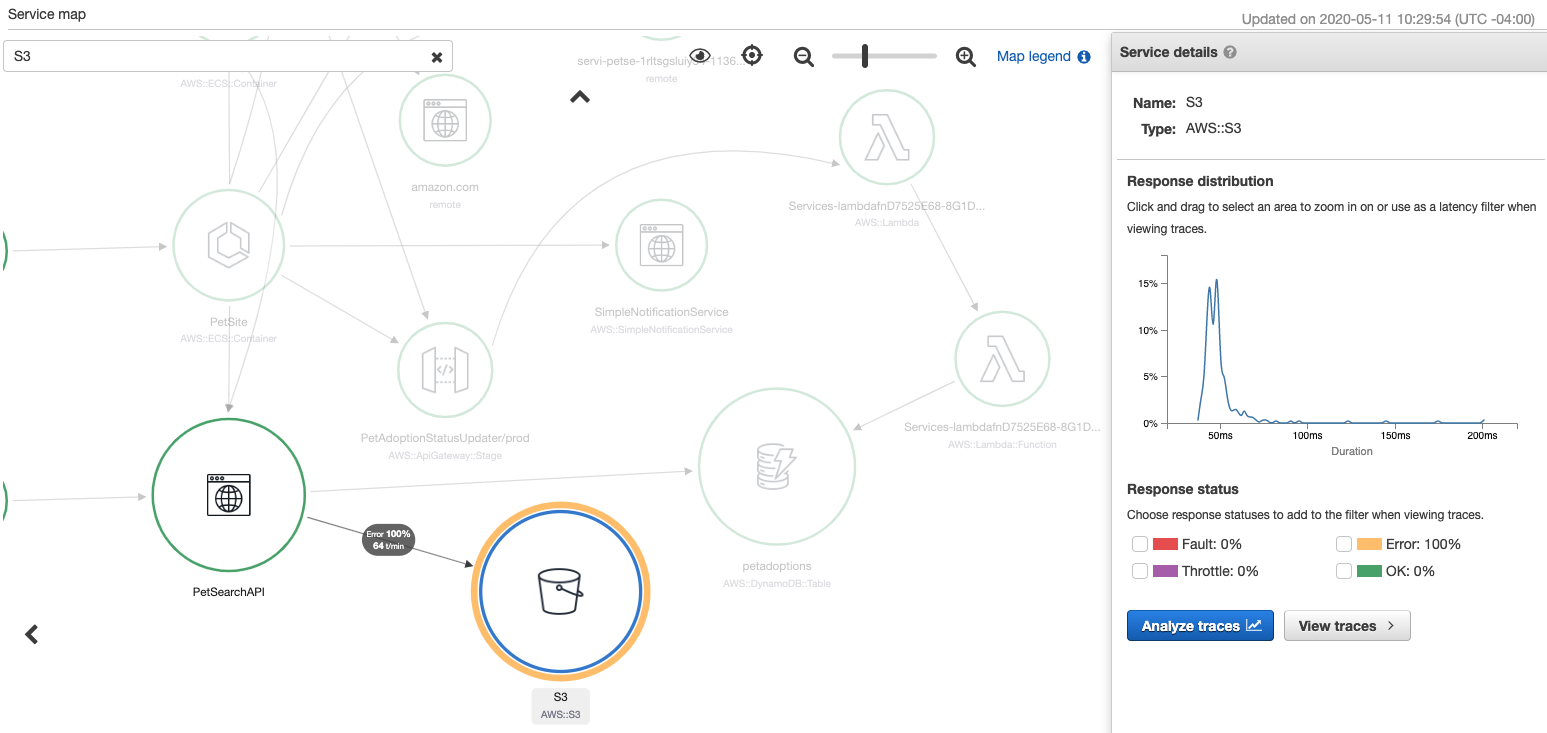 Service map
Updated on 2020-05-11 10:29:54 (UTC -04:00)
S3
Map legend
AWS::ECS::Container
remote
amazon.com
remote
Services-lambdafnD7525E68-8G1D...
AWS::Lambda
PetSite
AWS::ECS::Container
SimpleNotificationService
AWS::SimpleNotificationService
</>
PetAdoptionStatusUpdater/prod
AWS::ApiGateway::Stage
Services-lambdafnD7525E68-8G1D...
AWS::Lambda::Function
Error 100%
64 t/min
petadoptions
AWS::DynamoDB::Table
PetSearchAPI
S3
AWS::S3
Service details
Name: S3
Type: AWS::S3
Response distribution
Click and drag to select an area to zoom in on or use as a latency filter when
viewing traces.
15%
10%
5%
0%
50ms 100ms 150ms 200ms
Duration
Response status
Choose response statuses to add to the filter when viewing traces.
Fault: 0% Error: 100%
Throttle: 0% OK: 0%
Analyze traces View traces